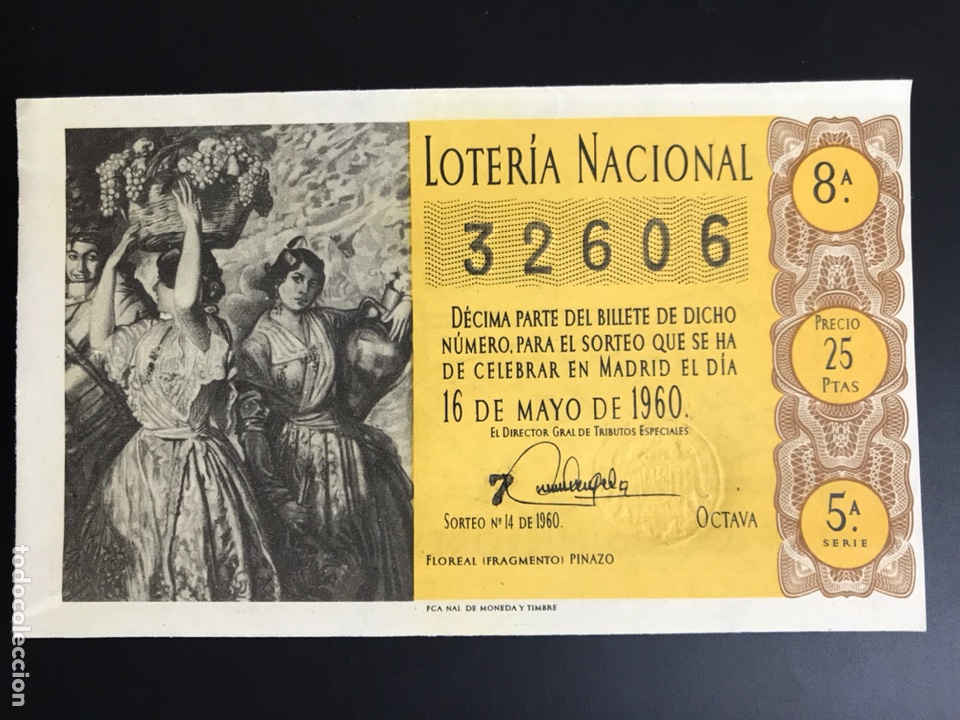 LOTERÍA NACIONAL
32606
DÉCIMA PARTE DEL BILLETE DE DICHO
NÚMERO, PARA EL SORTEO QUE SE HA
DE CELEBRAR EN MADRID EL DÍA
16 DE MAYO DE 1960.
EL DIRECTOR GRAL DE TRIBUTOS ESPECIALES
SORTEO Nº 14 DE 1960.
OCTAVA
FLOREAL (FRAGMENTO) PINAZO
FCA NAL DE MONEDA Y TIMBRE
8.ᴬ
PRECIO
25
PTAS
5.ᴬ
SERIE
todocoleccion